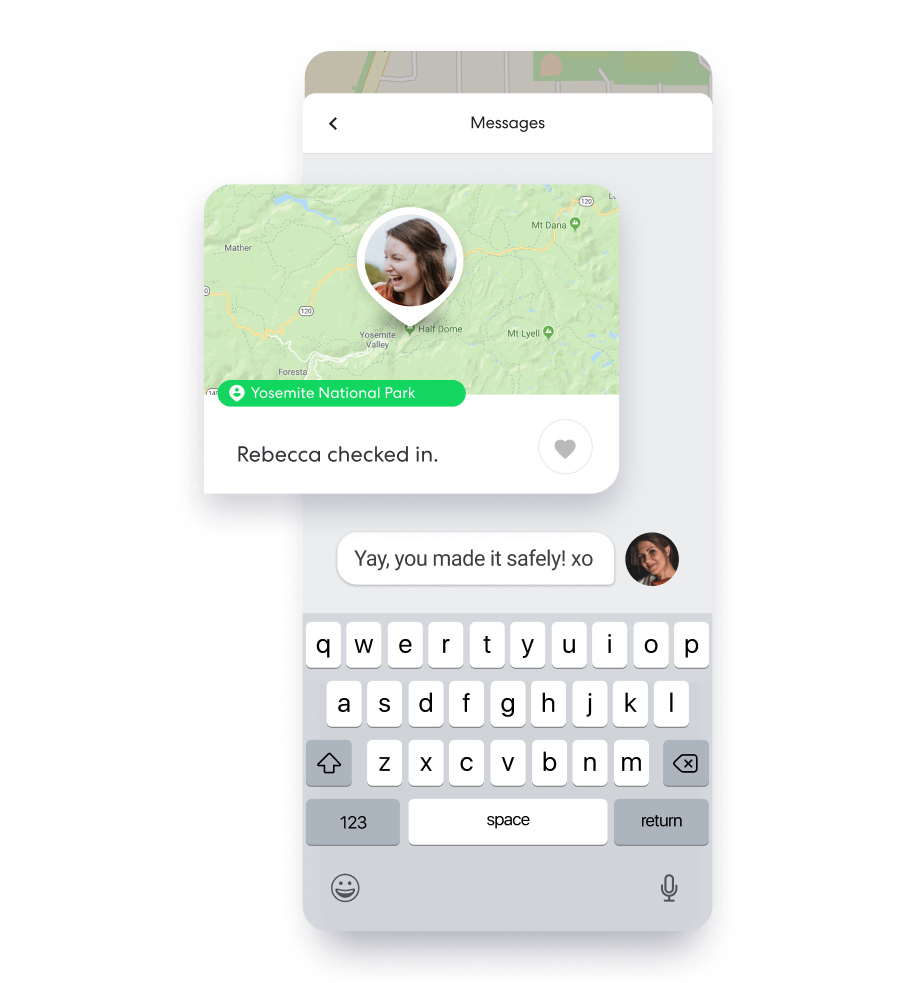 Messages
120
Mt Dana
Mather
120
Half Dome
Yosemite
Valley
Mt Lyell
Foresta
Yosemite National Park
Rebecca checked in.
Yay, you made it safely! xo
q w e r t y u i o p
a s d f g h j k l
z x c v b n m
123 space return